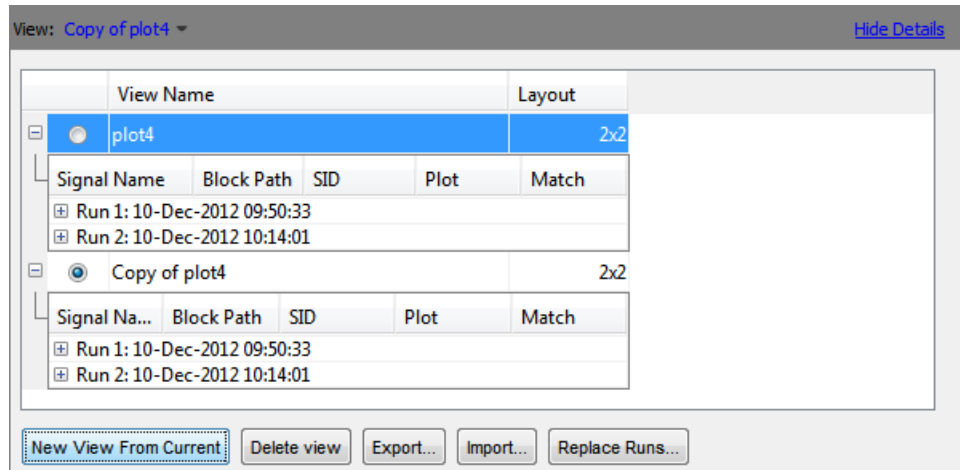 View: Copy of plot4 Hide Details
View Name Layout
plot4 2x2
Signal Name Block Path SID Plot Match
Run 1: 10-Dec-2012 09:50:33
Run 2: 10-Dec-2012 10:14:01
Copy of plot4 2x2
Signal Na... Block Path SID Plot Match
Run 1: 10-Dec-2012 09:50:33
Run 2: 10-Dec-2012 10:14:01
New View From Current Delete view Export... Import... Replace Runs...